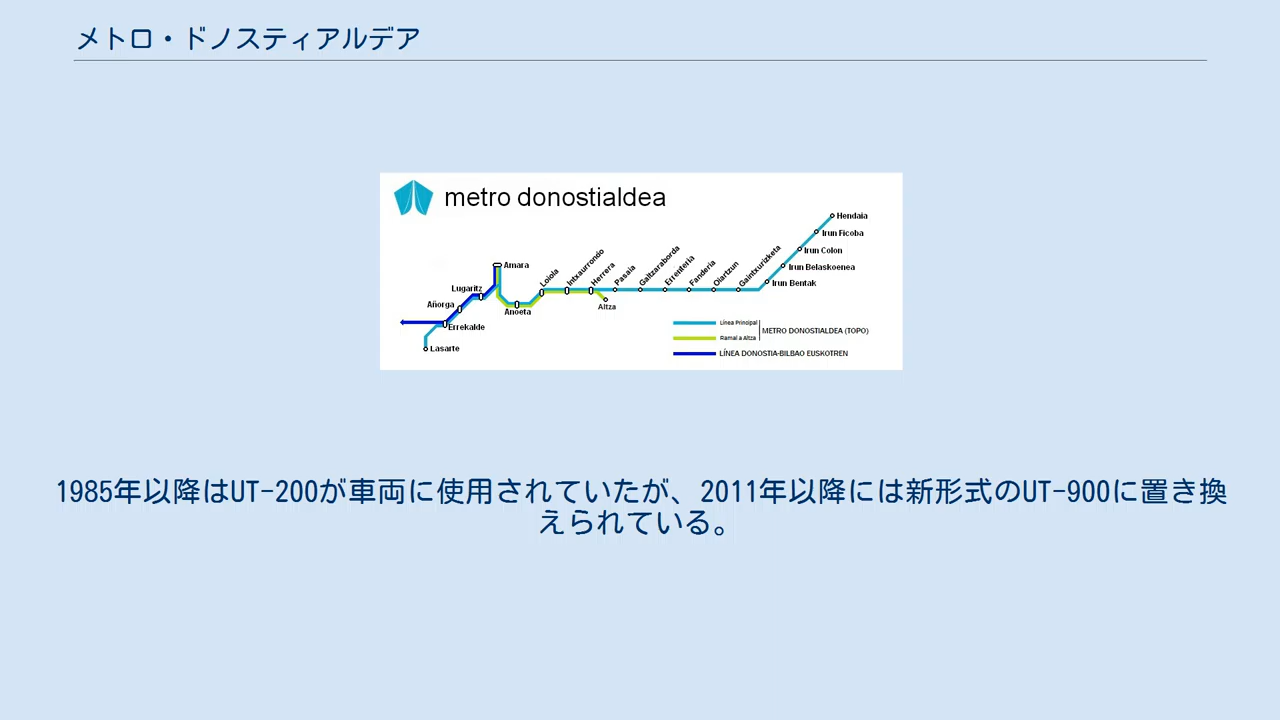 メトロ・ドノスティアルデア
metro donostialdea
Hendaia
Irun Ficoba
Irun Colon
Irun Belaskoenea
Irun Bentak
Gaintxurizketa
Oiartzun
Fanderia
Errenteria
Galtzaraborda
Pasaia
Herrera
Intxaurrondo
Loiola
Altza
Amara
Anoeta
Lugaritz
Añorga
Errekalde
Lasarte
Línea Principal
Ramal a Altza
METRO DONOSTIALDEA (TOPO)
LÍNEA DONOSTIA-BILBAO EUSKOTREN
1985年以降はUT-200が車両に使用されていたが、2011年以降には新形式のUT-900に置き換
えられている。